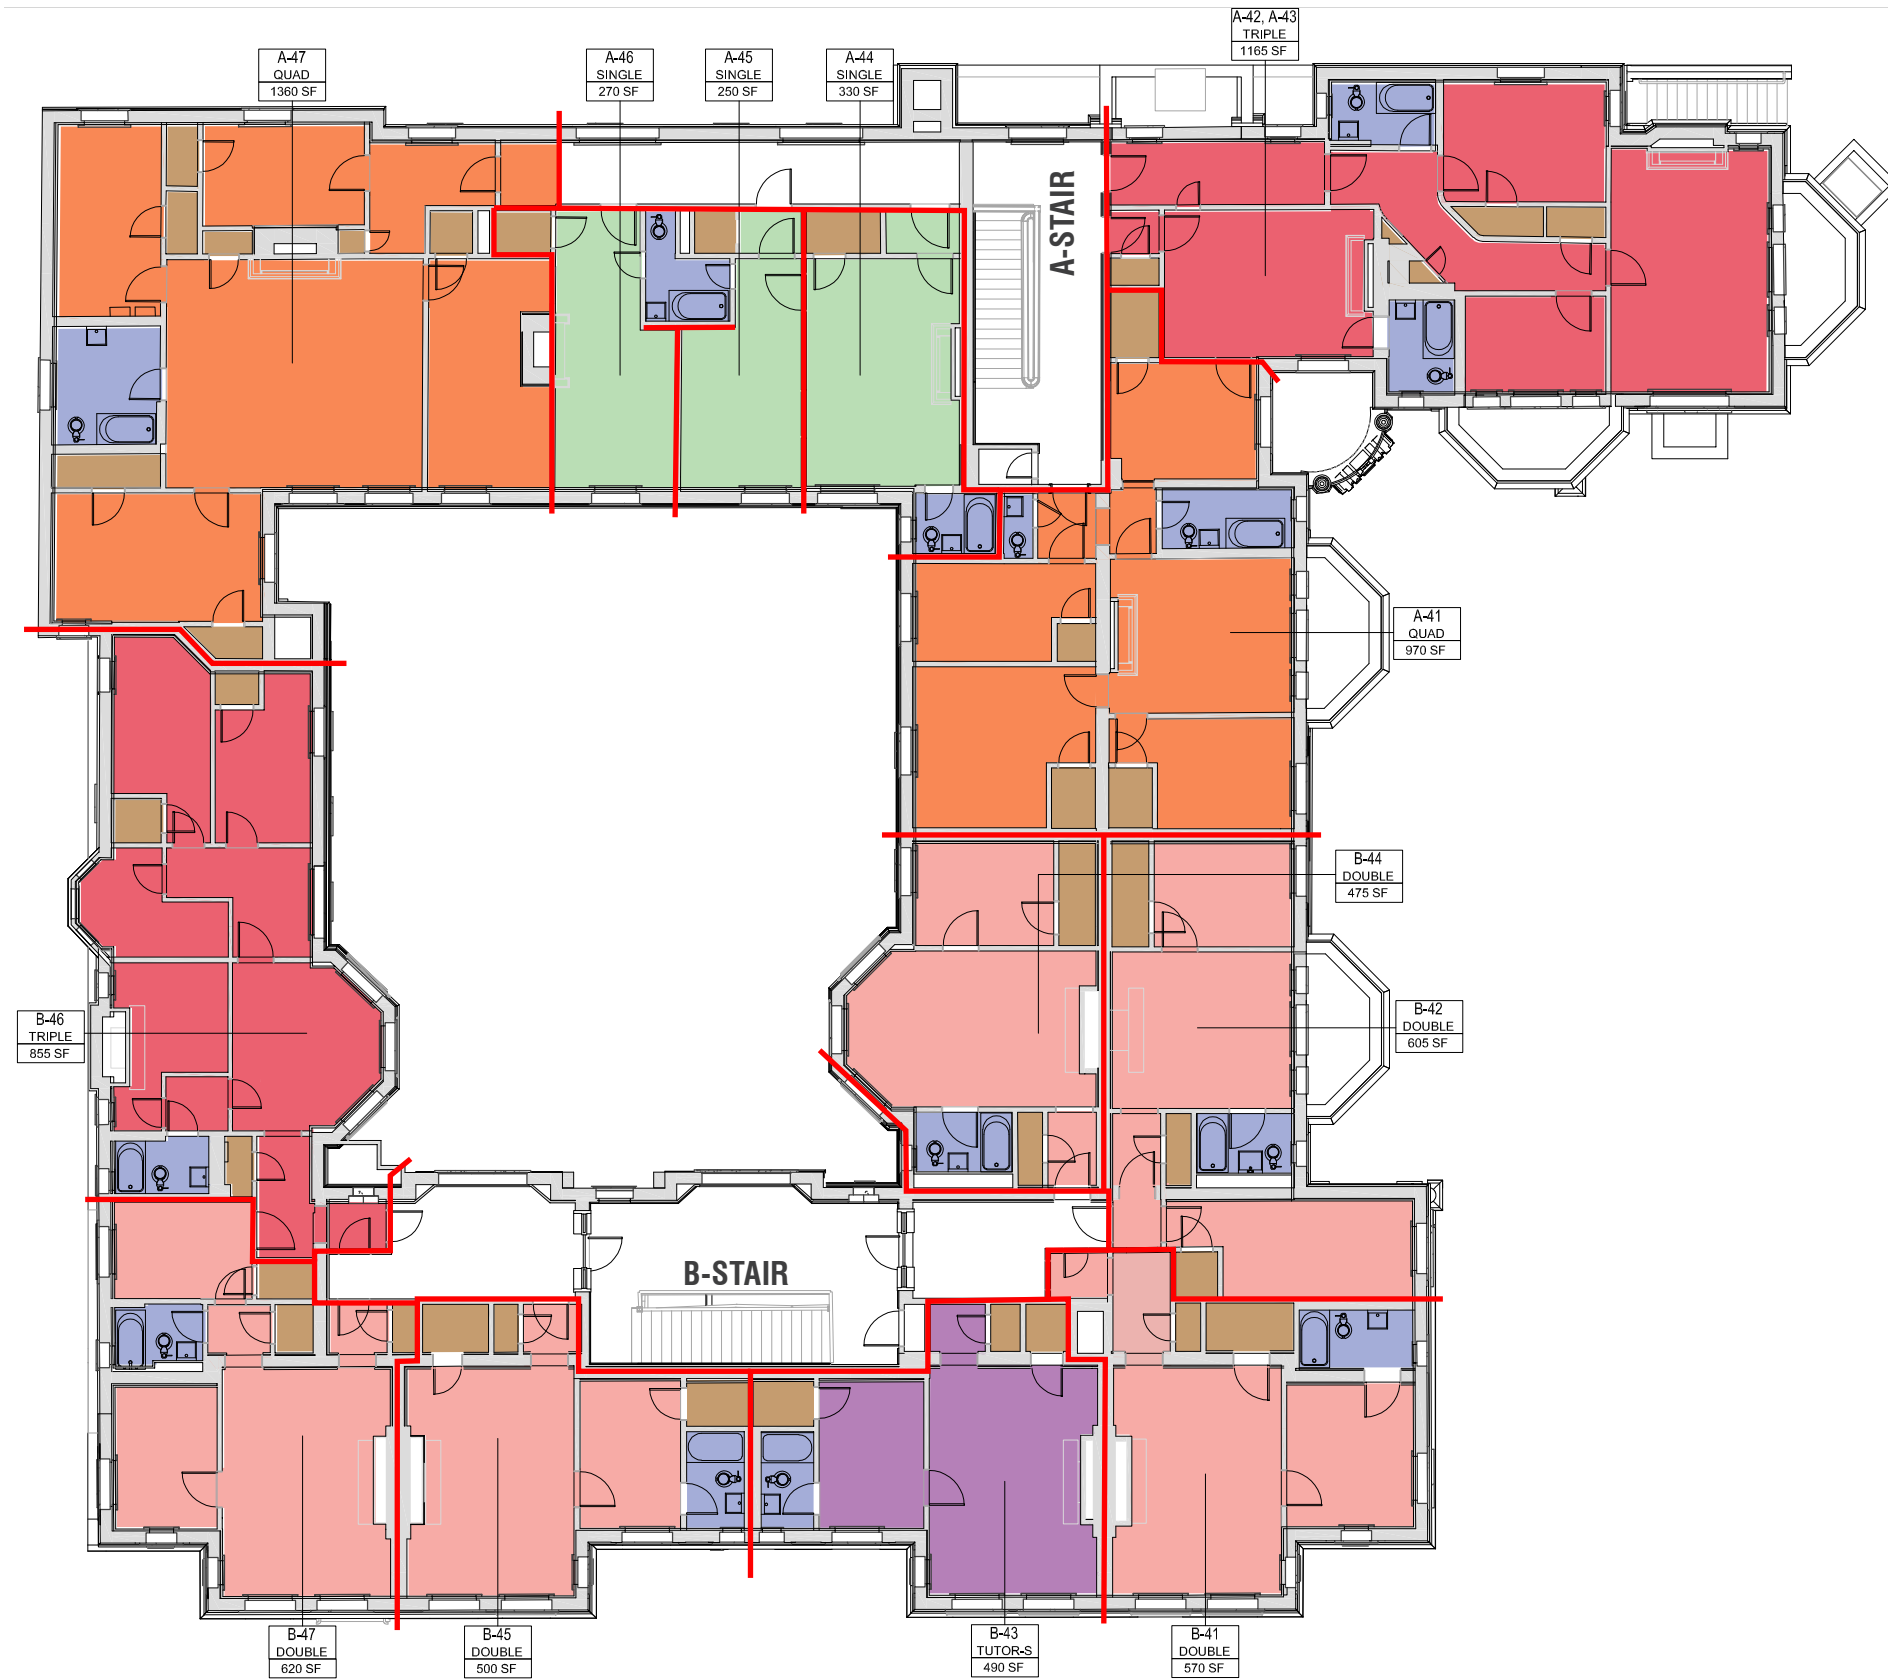 A-42, A-43
TRIPLE
1165 SF
A-47
QUAD
1360 SF
A-46
SINGLE
270 SF
A-45
SINGLE
250 SF
A-44
SINGLE
330 SF
A-STAIR
A-41
QUAD
970 SF
B-44
DOUBLE
475 SF
B-46
TRIPLE
855 SF
B-42
DOUBLE
605 SF
B-STAIR
B-47
DOUBLE
620 SF
B-45
DOUBLE
500 SF
B-43
TUTOR-S
490 SF
B-41
DOUBLE
570 SF